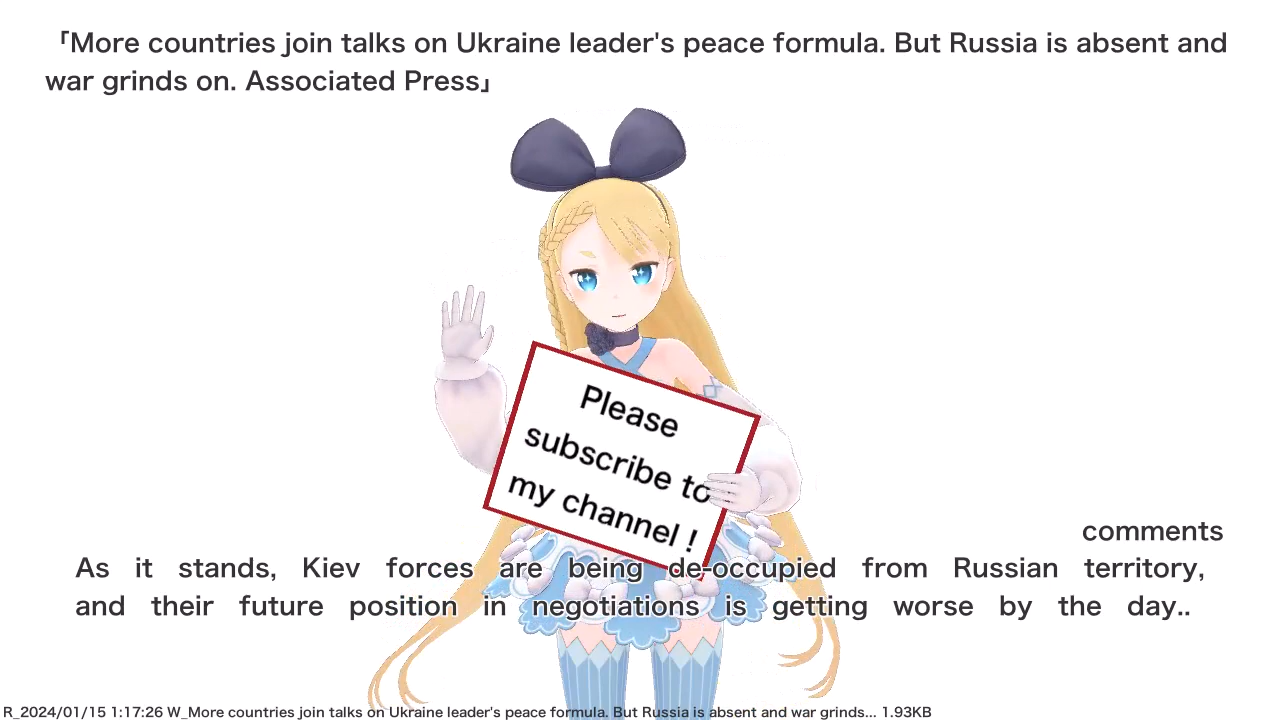 「More countries join talks on Ukraine leader's peace formula. But Russia is absent and
war grinds on. Associated Press」
Please
subscribe to
my channel !
comments
As it stands, Kiev forces are being de-occupied from Russian territory,
and their future position in negotiations is getting worse by the day..
R_2024/01/15 1:17:26 W_More countries join talks on Ukraine leader's peace formula. But Russia is absent and war grinds... 1.93KB